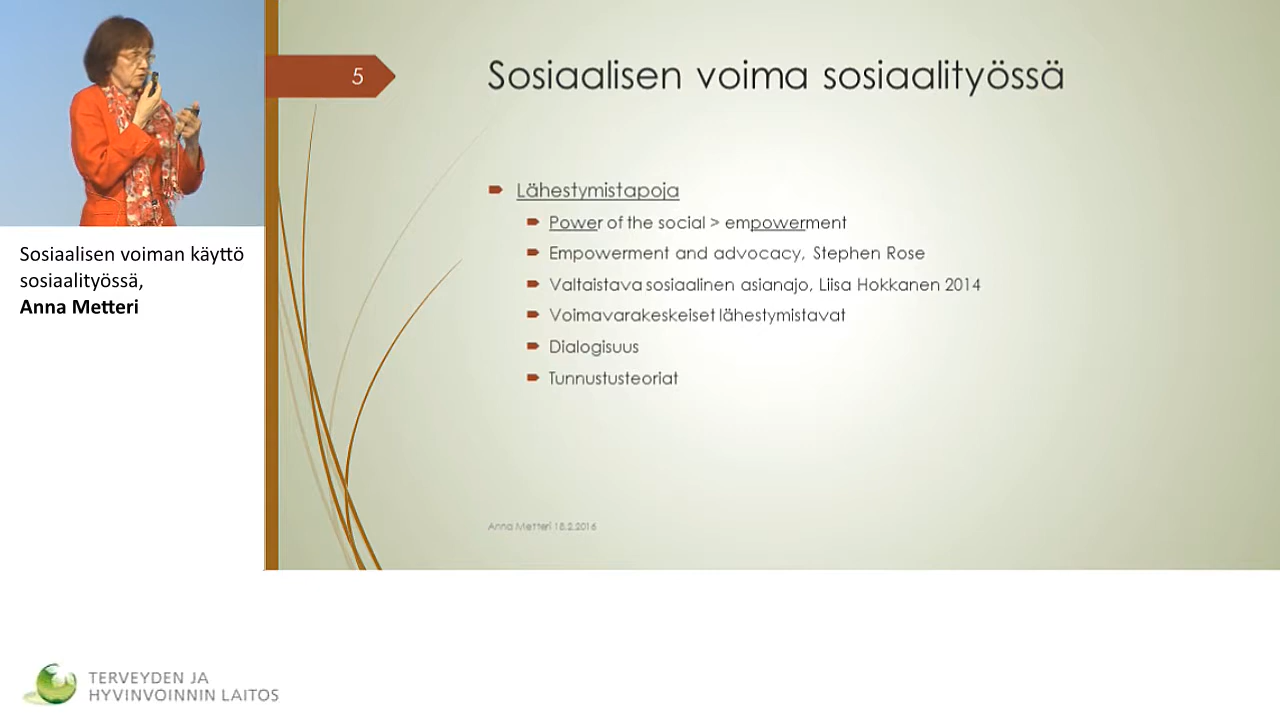 5
Sosiaalisen voima sosiaalityössä
Lähestymistapoja
Power of the social > empowerment
Empowerment and advocacy, Stephen Rose
Valtaistava sosiaalinen asianajo, Liisa Hokkanen 2014
Voimavarakeskeiset lähestymistavat
Dialogisuus
Tunnustusteoriat
Anna Metteri 18.2.2016
Sosiaalisen voiman käyttö
sosiaalityössä,
Anna Metteri
TERVEYDEN JA
HYVINVOINNIN LAITOS